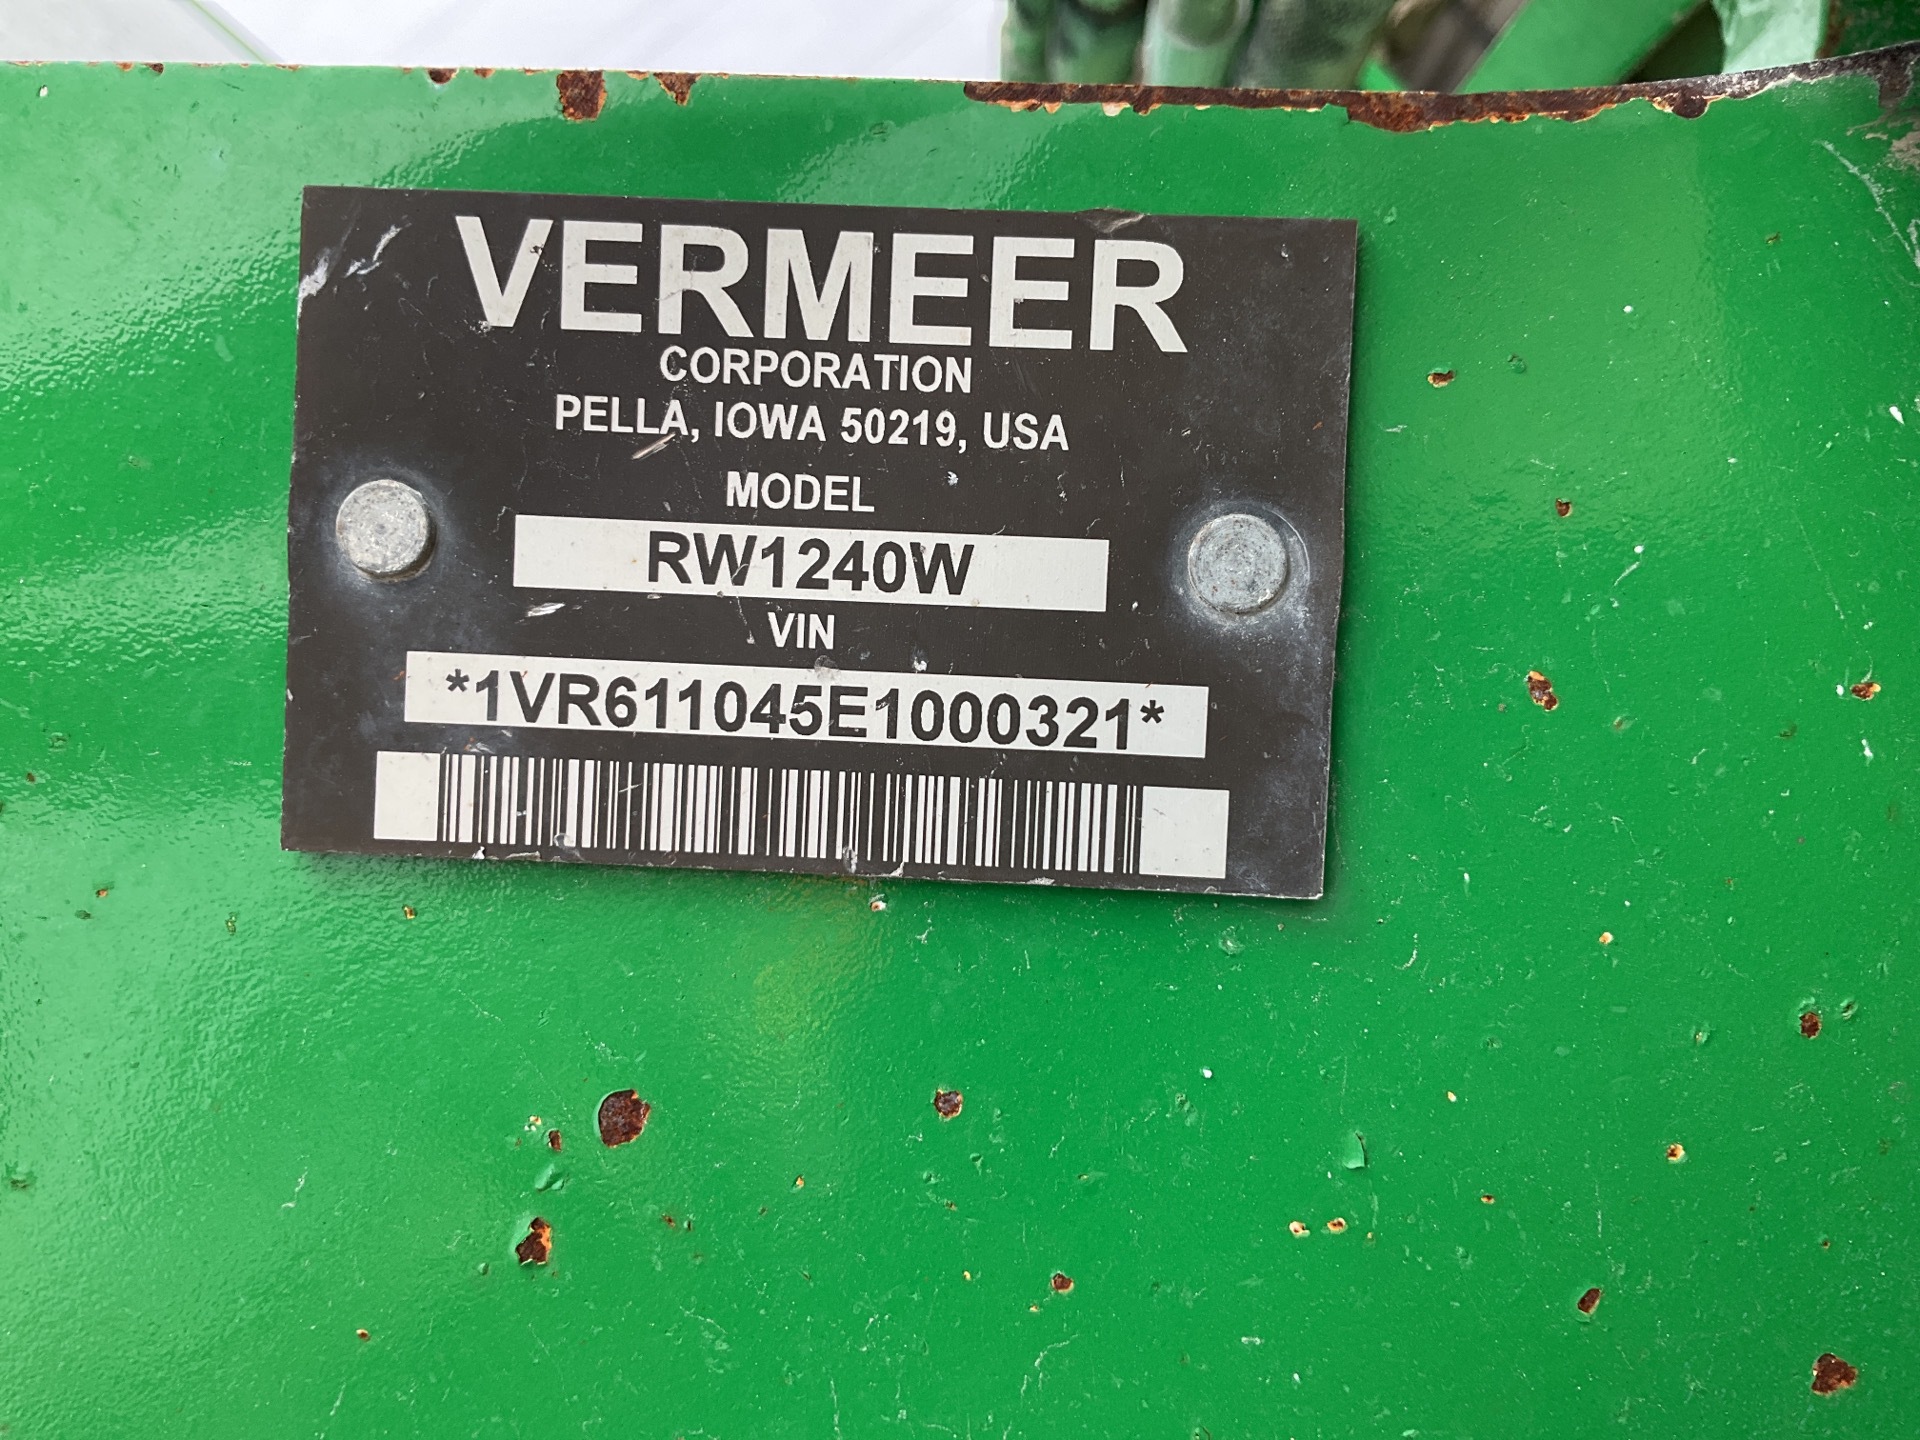 VERMEER
CORPORATION
PELLA, IOWA 50219, USA
MODEL
RW1240W
VIN
*1VR611045E1000321*